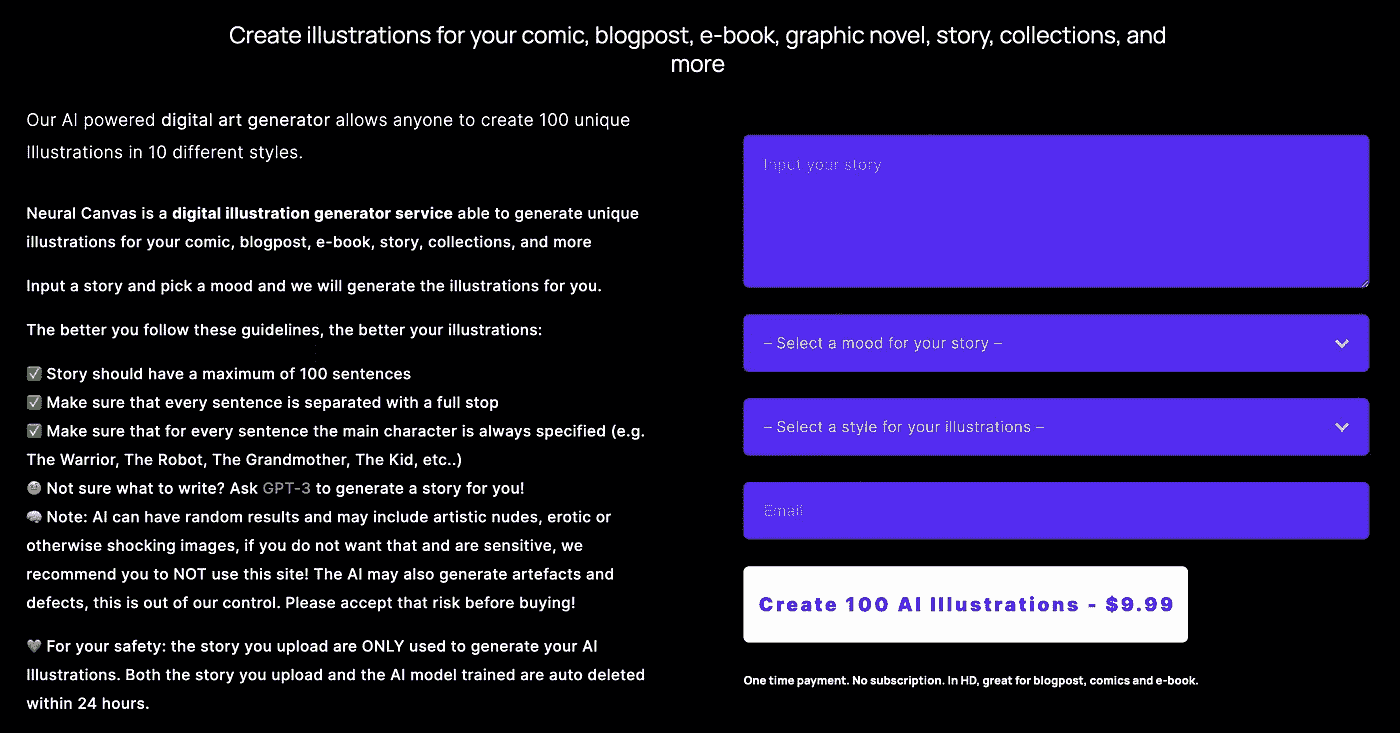 Create illustrations for your comic, blogpost, e-book, graphic novel, story, collections, and
more
Our AI powered digital art generator allows anyone to create 100 unique
Illustrations in 10 different styles.
Neural Canvas is a digital illustration generator service able to generate unique
illustrations for your comic, blogpost, e-book, story, collections, and more
Input a story and pick a mood and we will generate the illustrations for you.
The better you follow these guidelines, the better your illustrations:
✅ Story should have a maximum of 100 sentences
✅ Make sure that every sentence is separated with a full stop
✅ Make sure that for every sentence the main character is always specified (e.g.
The Warrior, The Robot, The Grandmother, The Kid, etc..)
Not sure what to write? Ask GPT-3 to generate a story for you!
🧠 Note: AI can have random results and may include artistic nudes, erotic or
otherwise shocking images, if you do not want that and are sensitive, we
recommend you to NOT use this site! The AI may also generate artefacts and
defects, this is out of our control. Please accept that risk before buying!
For your safety: the story you upload are ONLY used to generate your AI
Illustrations. Both the story you upload and the AI model trained are auto deleted
within 24 hours.
Input your story
– Select a mood for your story –
– Select a style for your illustrations –
Email
Create 100 AI Illustrations - $9.99
One time payment. No subscription. In HD, great for blogpost, comics and e-book.